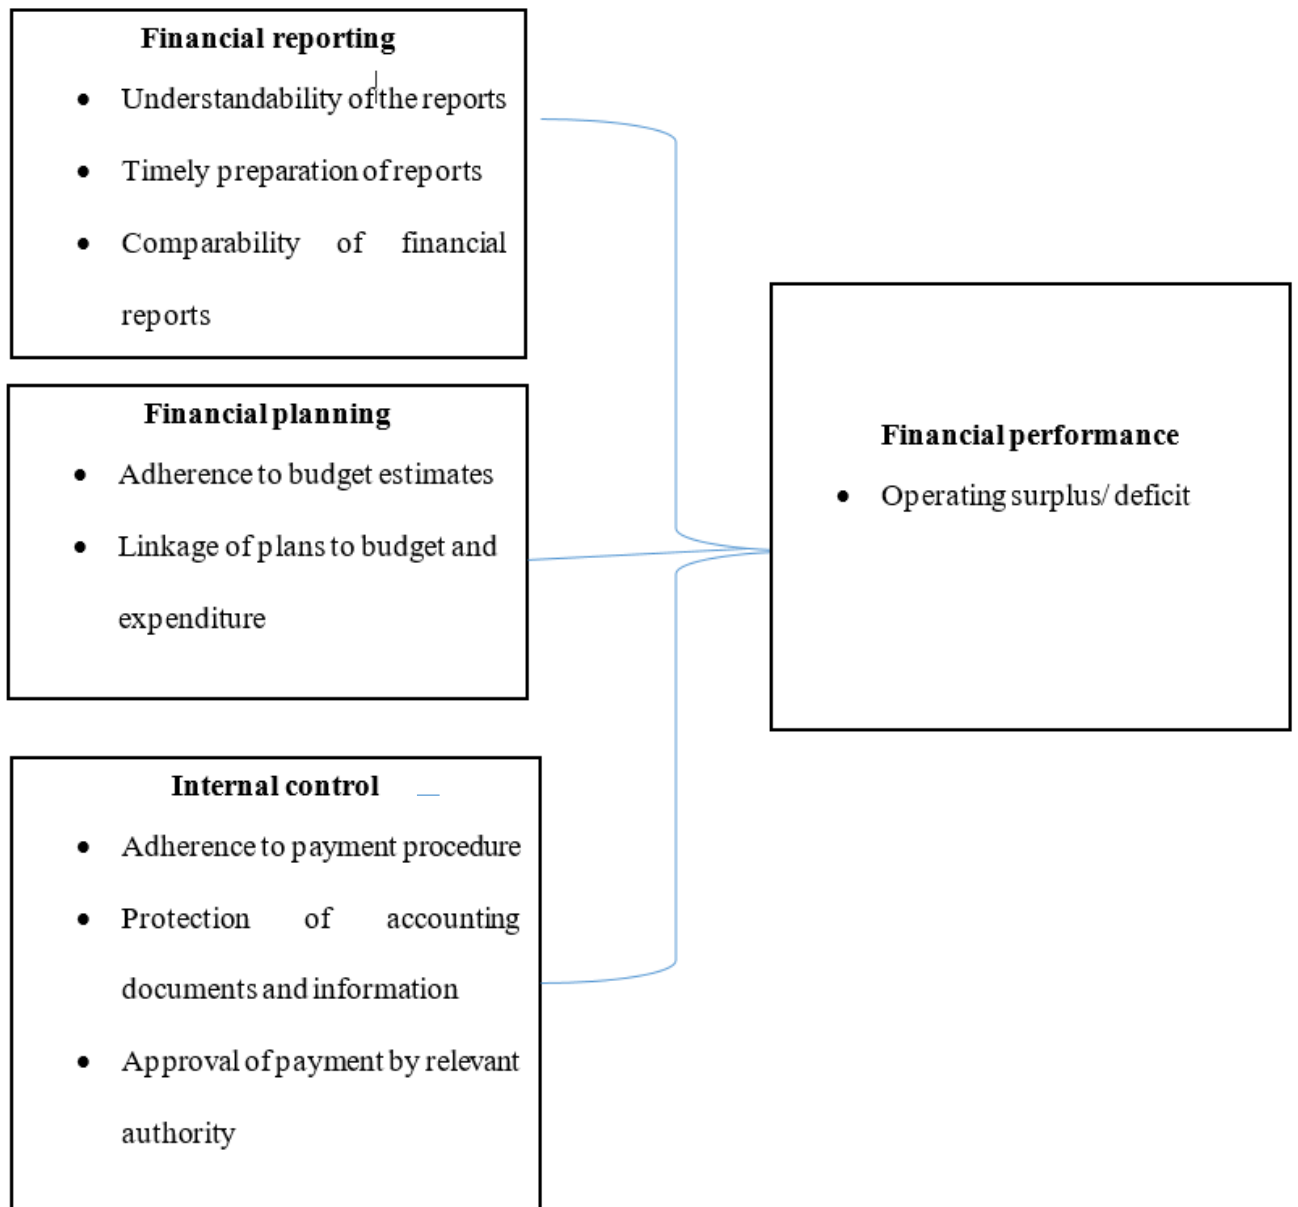 Financial reporting
• Understandability of the reports
• Timely preparation of reports
• Comparability of financial
reports
Financial planning
• Adherence to budget estimates
• Linkage of plans to budget and
expenditure
Internal control
• Adherence to payment procedure
• Protection of accounting
documents and information
• Approval of payment by relevant
authority
Financial performance
• Operating surplus/ deficit